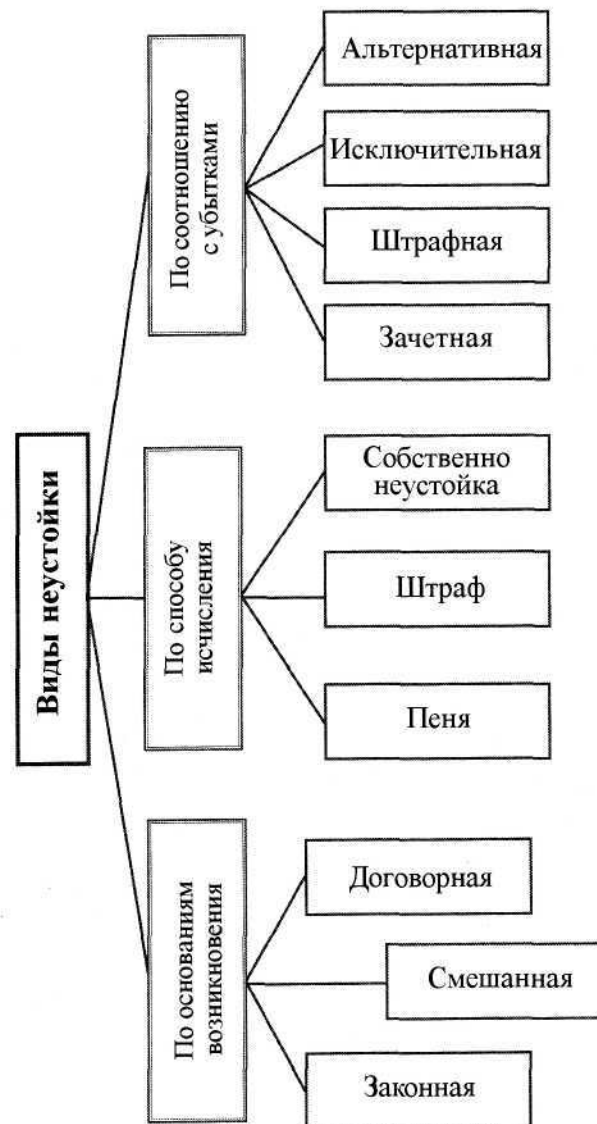 Виды неустойки
По соотношению
с убытками
Альтернативная
Исключительная
Штрафная
Зачетная
По способу
исчисления
Собственно
неустойка
Штраф
Пеня
По основаниям
возникновения
Договорная
Смешанная
Законная